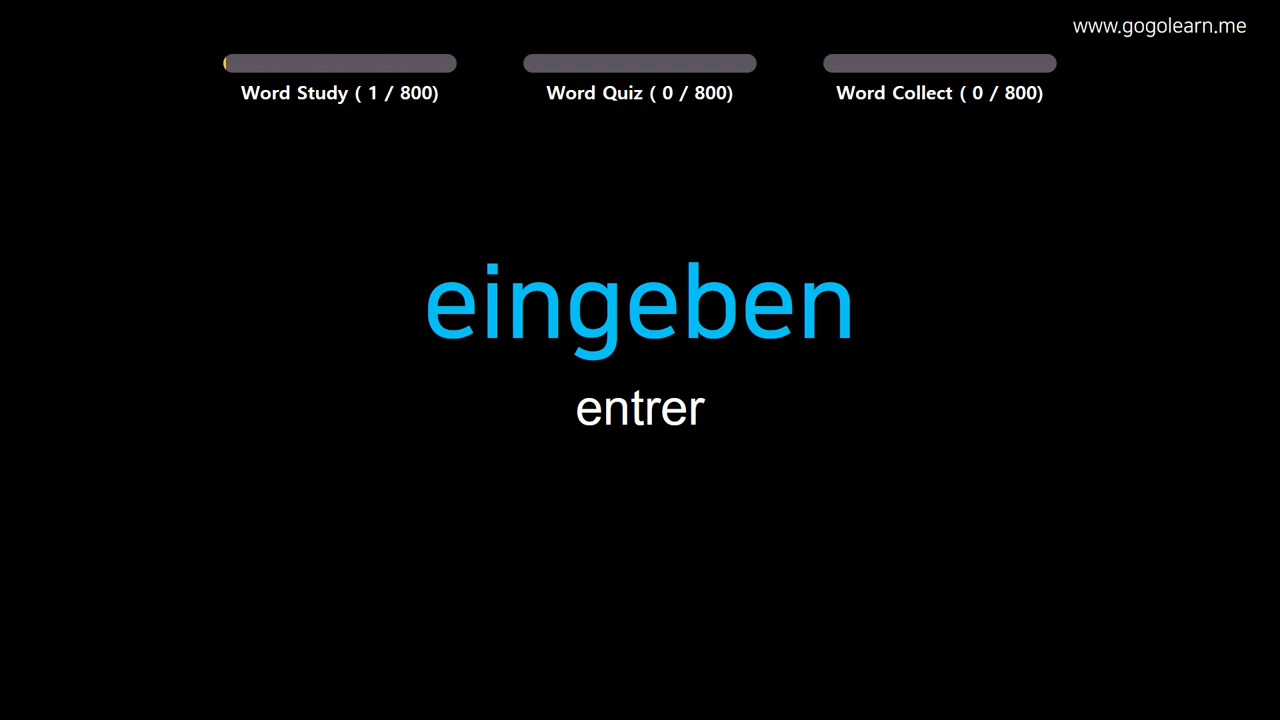 www.gogolearn.me
Word Study ( 1 / 800)
Word Quiz ( 0 / 800)
Word Collect ( 0 / 800)
eingeben
entrer